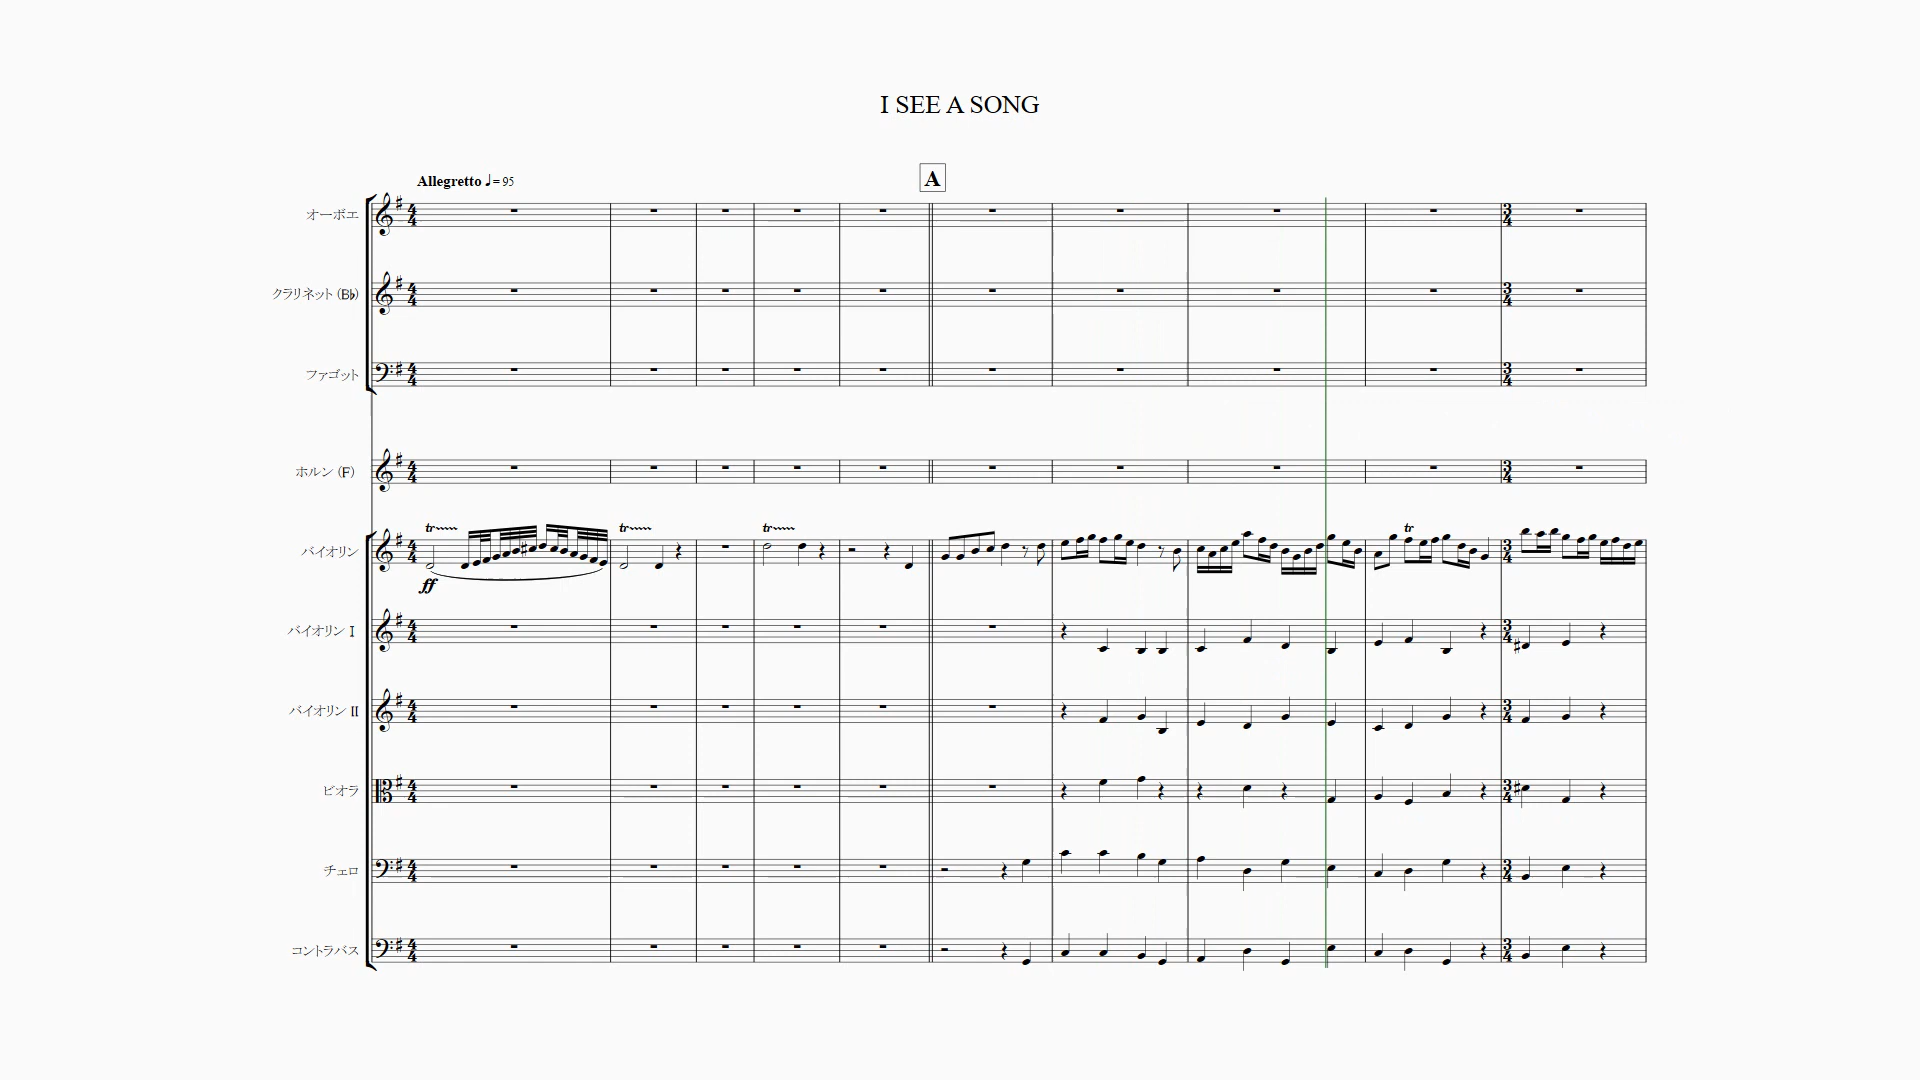 I SEE A SONG
A
Allegretto ♩= 95
オーボエ
クラリネット (B♭)
ファゴット
ホルン (F)
tr tr tr tr
バイオリン
ff
バイオリン I
バイオリン II
ビオラ
チェロ
コントラバス